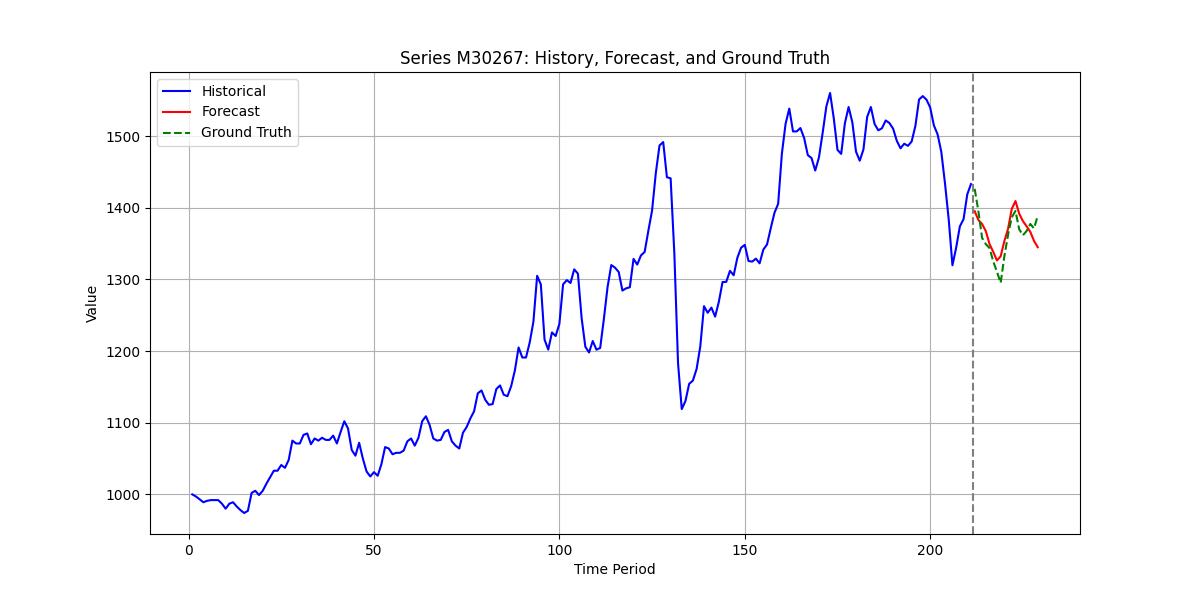 Series M30267: History, Forecast, and Ground Truth
Historical
Forecast
Ground Truth
Value
1500
1400
1300
1200
1100
1000
0 50 100 150 200
Time Period